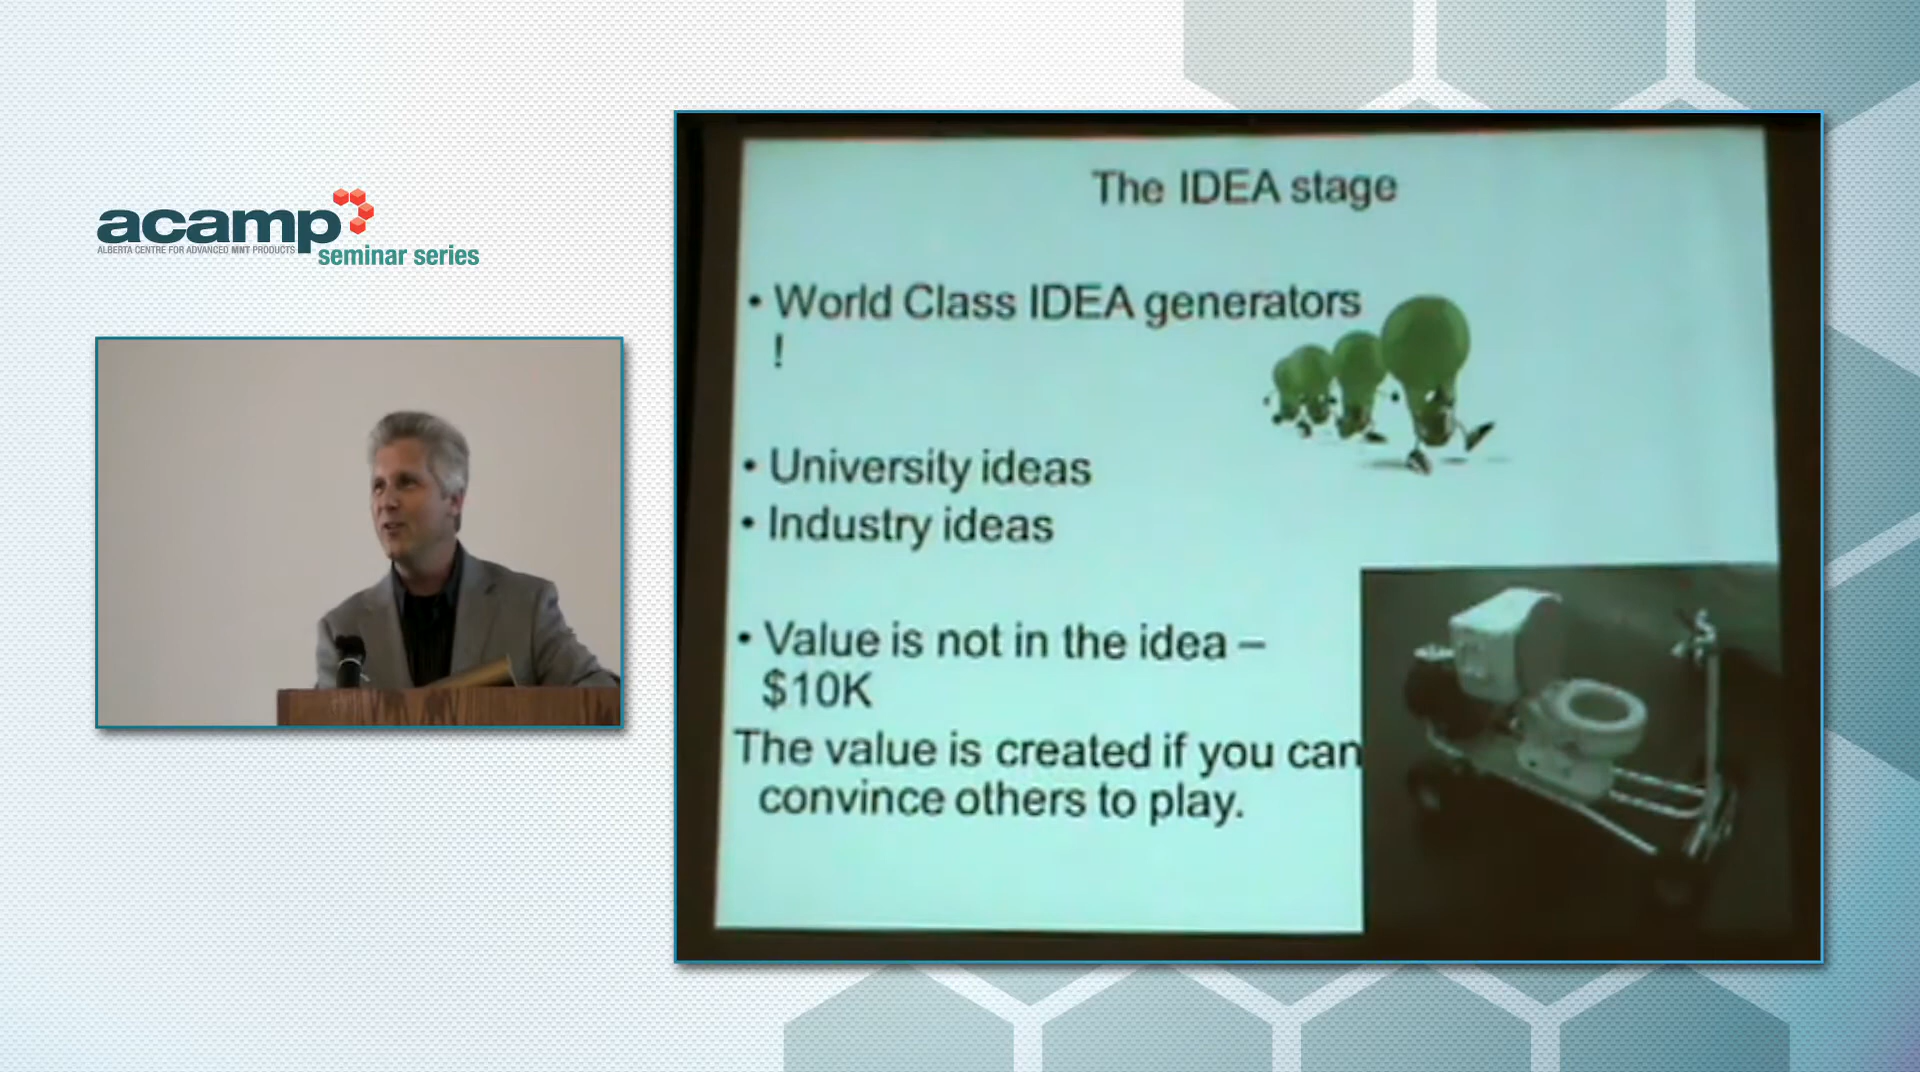 acamp
ALBERTA CENTRE FOR ADVANCED MNT PRODUCTS
seminar series
The IDEA stage
• World Class IDEA generators
!
• University ideas
• Industry ideas
• Value is not in the idea –
$10K
The value is created if you can
convince others to play.